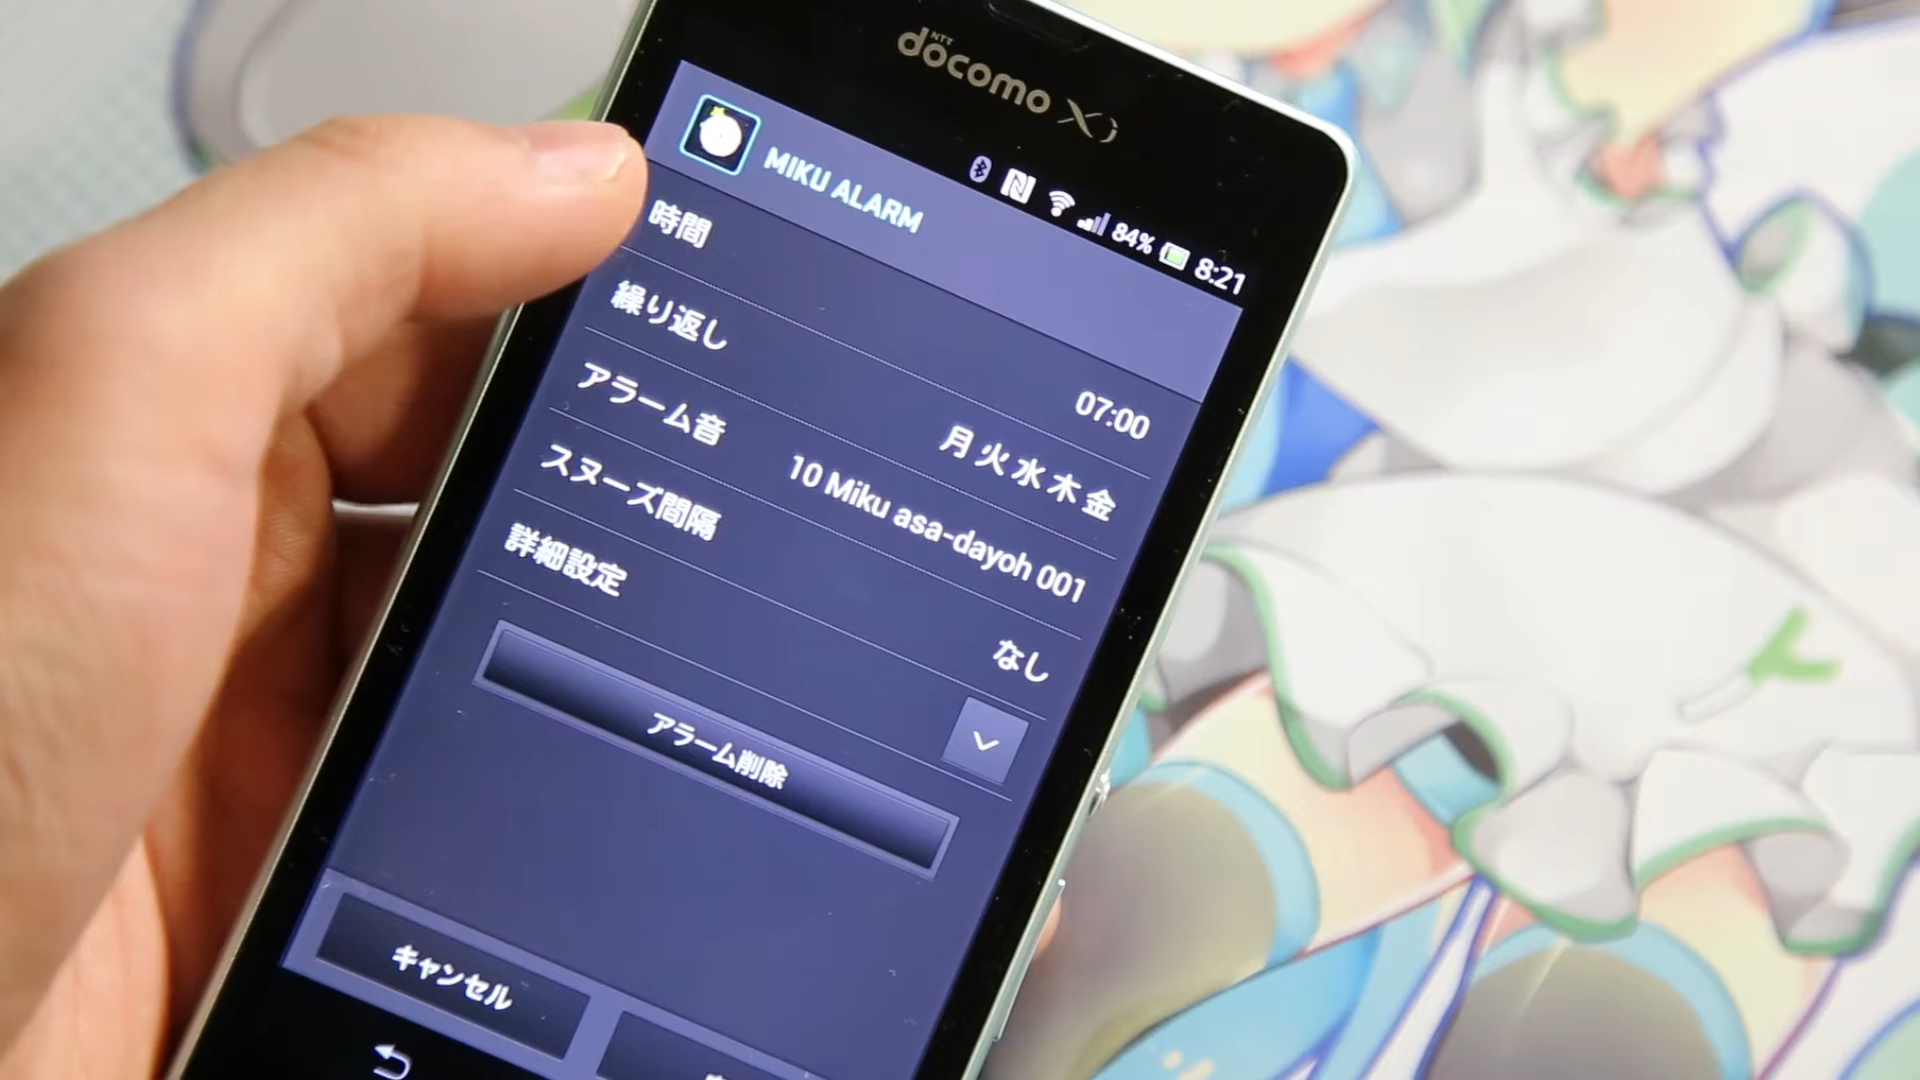 NTT
docomo Xi
84% 8:21
MIKU ALARM
時間
07:00
繰り返し
月 火 水 木 金
アラーム音
10 Miku asa-dayoh 001
スヌーズ間隔
なし
詳細設定
アラーム削除
キャンセル